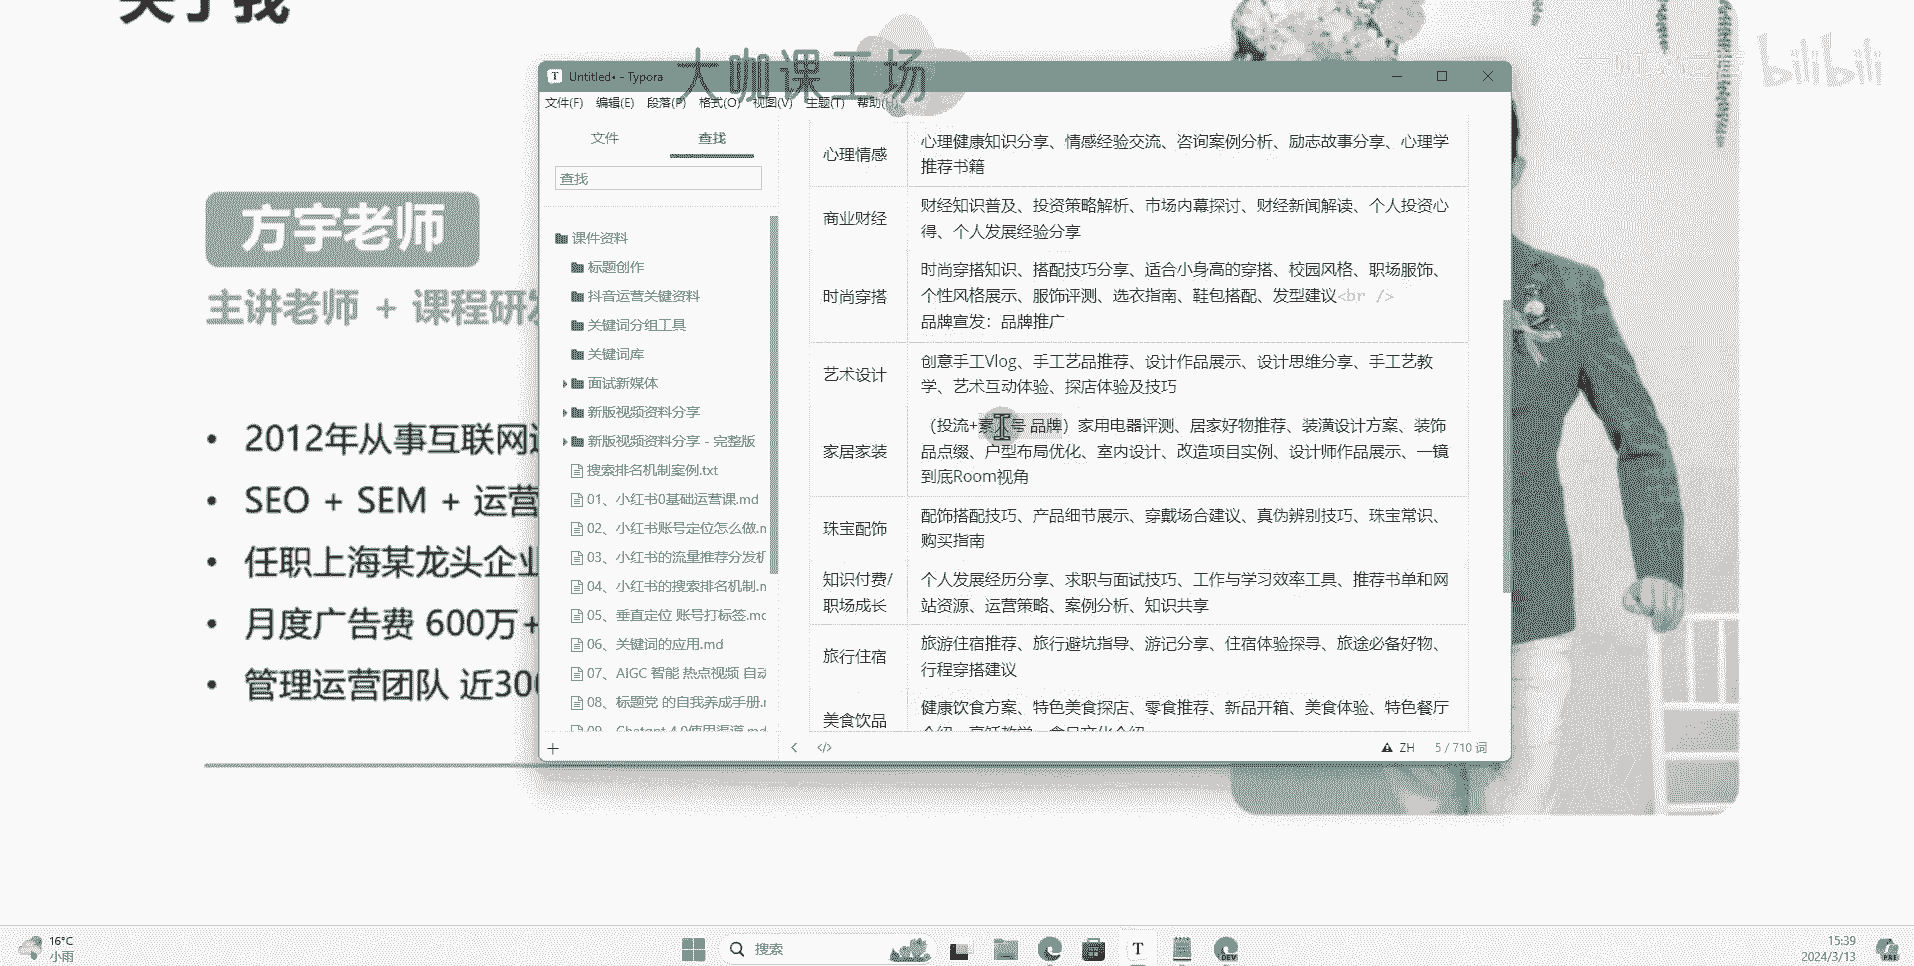 关于我
大咖课工场
bilibili
方宇老师
主讲老师 + 课程研发
• 2012年从事互联网运
• SEO + SEM + 运营
• 任职上海某龙头企业
• 月度广告费 600万+
• 管理运营团队 近300
Untitled• - Typora
文件(F) 编辑(E) 段落(P) 格式(O) 视图(V) 主题(T) 帮助(H)
文件 查找
查找
课件资料
标题创作
抖音运营关键资料
关键词分组工具
关键词库
面试新媒体
新版视频资料分享
新版视频资料分享 - 完整版
搜索排名机制案例.txt
01、小红书0基础运营课.md
02、小红书账号定位怎么做.m
03、小红书的流量推荐分发机
04、小红书的搜索排名机制.m
05、垂直定位 账号打标签.md
06、关键词的应用.md
07、AIGC 智能 热点视频 自动
08、标题党 的自我养成手册.m
09、Chatgpt 4.0使用渠道.md
心理情感
心理健康知识分享、情感经验交流、咨询案例分析、励志故事分享、心理学
推荐书籍
商业财经
财经知识普及、投资策略解析、市场内幕探讨、财经新闻解读、个人投资心
得、个人发展经验分享
时尚穿搭
时尚穿搭知识、搭配技巧分享、适合小身高的穿搭、校园风格、职场服饰、
个性风格展示、服饰评测、选衣指南、鞋包搭配、发型建议<br />
品牌宣发：品牌推广
艺术设计
创意手工Vlog、手工艺品推荐、设计作品展示、设计思维分享、手工艺教
学、艺术互动体验、探店体验及技巧
家居家装
（投流+素 号 品牌）家用电器评测、居家好物推荐、装潢设计方案、装饰
品点缀、户型布局优化、室内设计、改造项目实例、设计师作品展示、一镜
到底Room视角
珠宝配饰
配饰搭配技巧、产品细节展示、穿戴场合建议、真伪辨别技巧、珠宝常识、
购买指南
知识付费/
职场成长
个人发展经历分享、求职与面试技巧、工作与学习效率工具、推荐书单和网
站资源、运营策略、案例分析、知识共享
旅行住宿
旅游住宿推荐、旅行避坑指导、游记分享、住宿体验探寻、旅途必备好物、
行程穿搭建议
美食饮品
健康饮食方案、特色美食探店、零食推荐、新品开箱、美食体验、特色餐厅
介绍、烹饪教学、食品文化介绍
ZH 5 / 710 词
16°C
小雨
搜索
15:39
2024/3/13